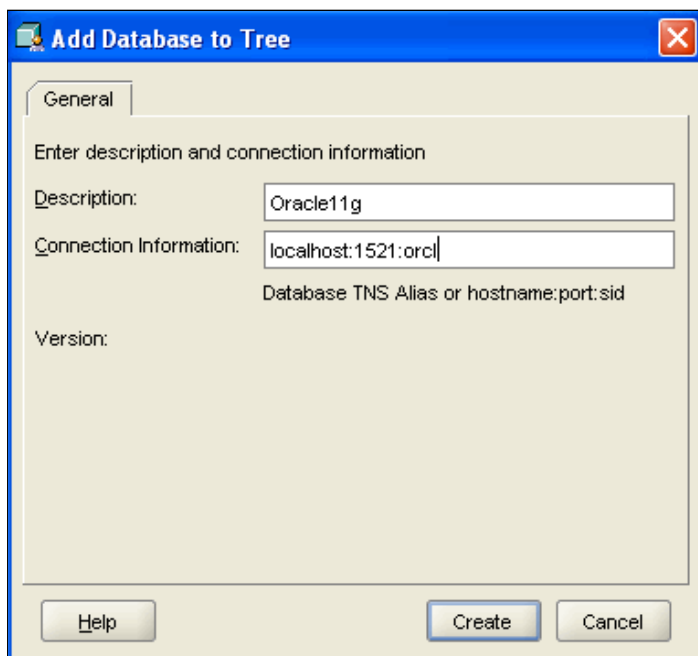 Add Database to Tree
General
Enter description and connection information
Description:
Oracle11g
Connection Information:
localhost:1521:orcl
Database TNS Alias or hostname:port:sid
Version:
Help
Create
Cancel